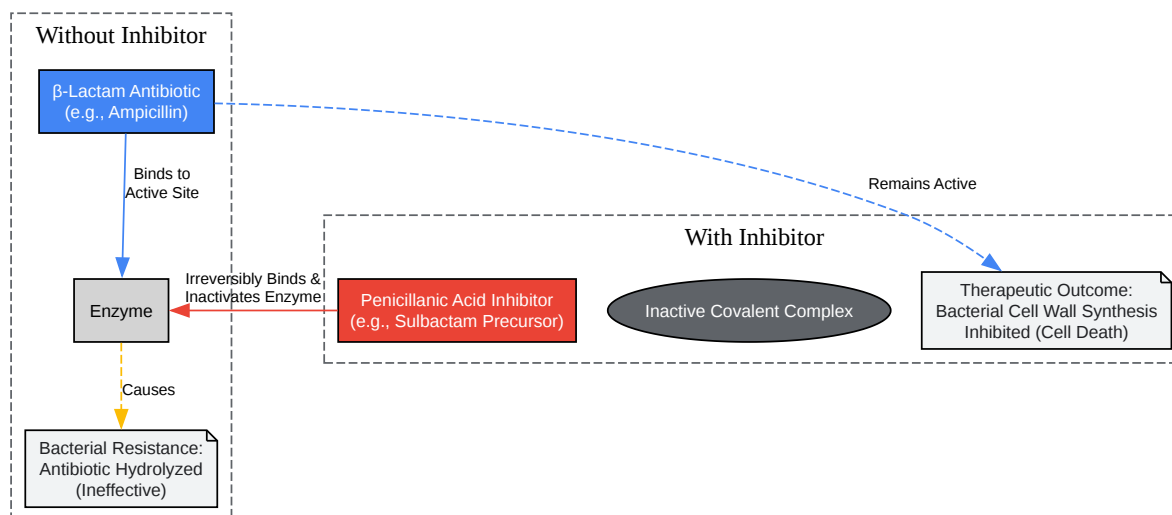 Without Inhibitor
β-Lactam Antibiotic
(e.g., Ampicillin)
Binds to
Active Site
Remains Active
With Inhibitor
Irreversibly Binds &
Inactivates Enzyme
Enzyme
Penicillanic Acid Inhibitor
(e.g., Sulbactam Precursor)
Inactive Covalent Complex
Therapeutic Outcome:
Bacterial Cell Wall Synthesis
Inhibited (Cell Death)
Causes
Bacterial Resistance:
Antibiotic Hydrolyzed
(Ineffective)